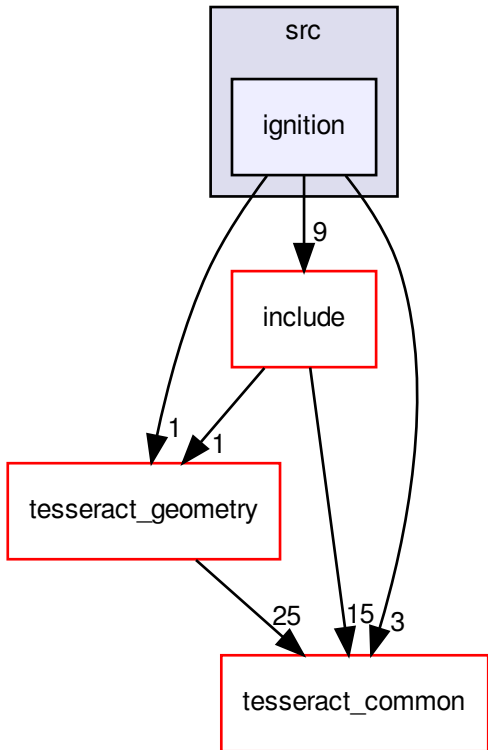 src
ignition
9
include
1
1
tesseract_geometry
25
15
3
tesseract_common